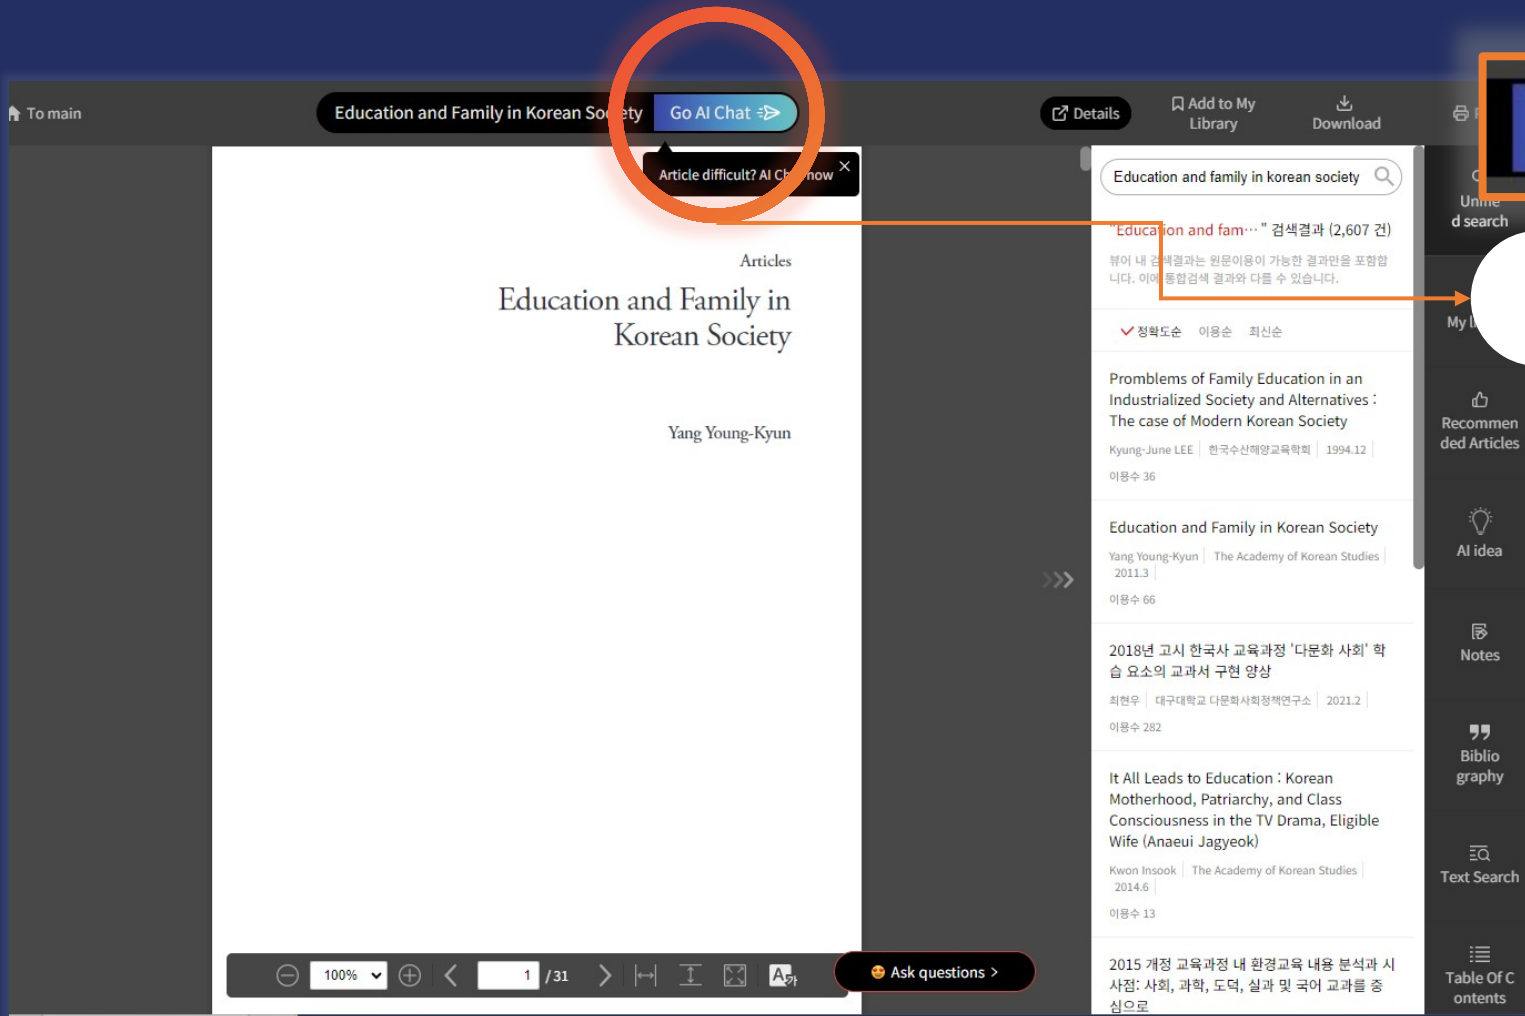 To main
Education and Family in Korean Society
Go AI Chat
Details
Add to My
Library
Download
Article difficult? AI Ch now
Articles
Education and Family in
Korean Society
Yang Young-Kyun
100%
1 / 31
Ask questions >
Education and family in korean society
"Education and fam··· " 검색결과 (2,607 건)
뷰어 내 검색결과는 원문이용이 가능한 결과만을 포함합
니다. 이에 통합검색 결과와 다를 수 있습니다.
정확도순 이용순 최신순
Promblems of Family Education in an
Industrialized Society and Alternatives :
The case of Modern Korean Society
Kyung-June LEE 한국수산해양교육학회 1994.12
이용수 36
Education and Family in Korean Society
Yang Young-Kyun The Academy of Korean Studies
2011.3
이용수 66
2018년 고시 한국사 교육과정 '다문화 사회' 학
습 요소의 교과서 구현 양상
최현우 대구대학교 다문화사회정책연구소 2021.2
이용수 282
It All Leads to Education : Korean
Motherhood, Patriarchy, and Class
Consciousness in the TV Drama, Eligible
Wife (Anaeui Jagyeok)
Kwon Insook The Academy of Korean Studies
2014.6
이용수 13
2015 개정 교육과정 내 환경교육 내용 분석과 시
사점: 사회, 과학, 도덕, 실과 및 국어 교과를 중
심으로
Unifie
d search
My
Recommen
ded Articles
AI idea
Notes
Biblio
graphy
Text Search
Table Of C
ontents